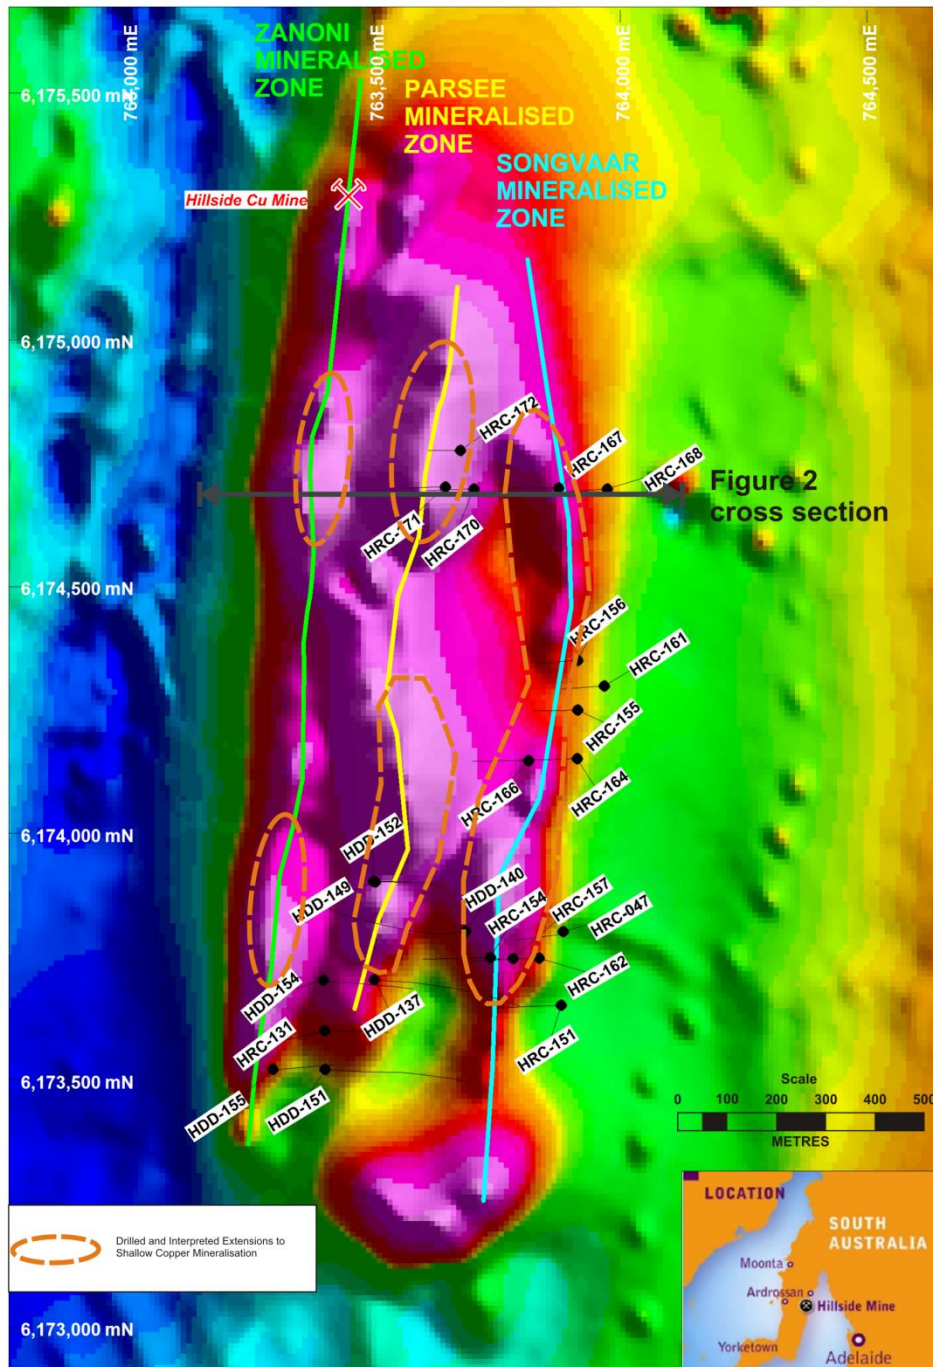 763,000 mE
763,500 mE
764,000 mE
764,500 mE
ZANONI
MINERALISED
ZONE
6,175,500 mN
PARSEE
MINERALISED
ZONE
SONGVAAR
MINERALISED
ZONE
Hillside Cu Mine
6,175,000 mN
HRC-172
HRC-167
HRC-168
Figure 2
cross section
HRC-171
HRC-170
6,174,500 mN
HRC-156
HRC-161
HRC-155
HRC-164
HRC-166
6,174,000 mN
HDD-152
HDD-149
HDD-140
HRC-154
HRC-157
HRC-047
HRC-162
HDD-154
HDD-137
HRC-131
HRC-151
6,173,500 mN
HDD-155
HDD-151
Scale
0 100 200 300 400 500
METRES
Drilled and Interpreted Extensions to
Shallow Copper Mineralisation
LOCATION
SOUTH
AUSTRALIA
Moonta
Ardrossan
Hillside Mine
Yorketown
Adelaide
6,173,000 mN